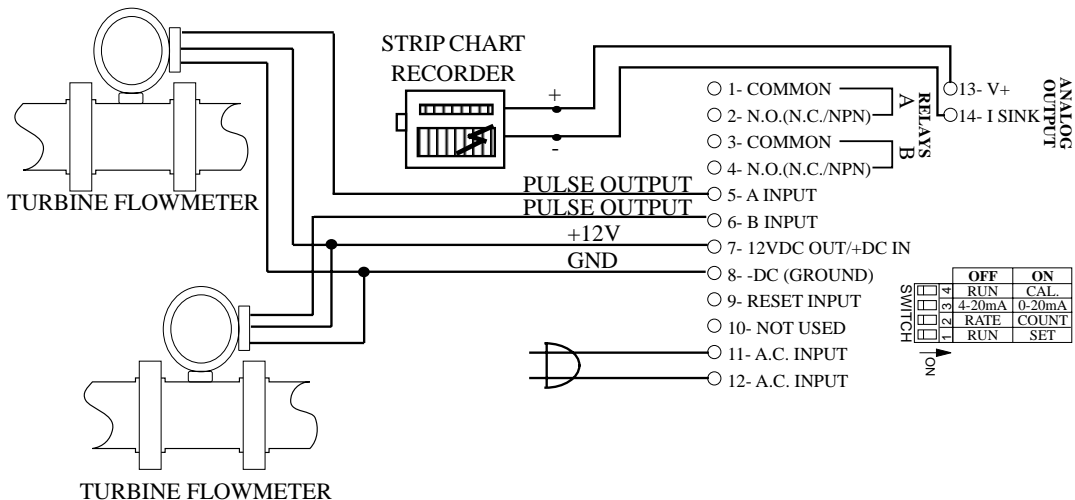 STRIP CHART
RECORDER
+
-
TURBINE FLOWMETER
PULSE OUTPUT
PULSE OUTPUT
+12V
GND
TURBINE FLOWMETER
1- COMMON
2- N.O.(N.C./NPN)
3- COMMON
4- N.O.(N.C./NPN)
5- A INPUT
6- B INPUT
7- 12VDC OUT/+DC IN
8- -DC (GROUND)
9- RESET INPUT
10- NOT USED
11- A.C. INPUT
12- A.C. INPUT
A
B
RELAYS
13- V+
14- I SINK
ANALOG
OUTPUT
SWITCH
OFF ON
4 RUN CAL.
3 4-20mA 0-20mA
2 RATE COUNT
1 RUN SET
ON